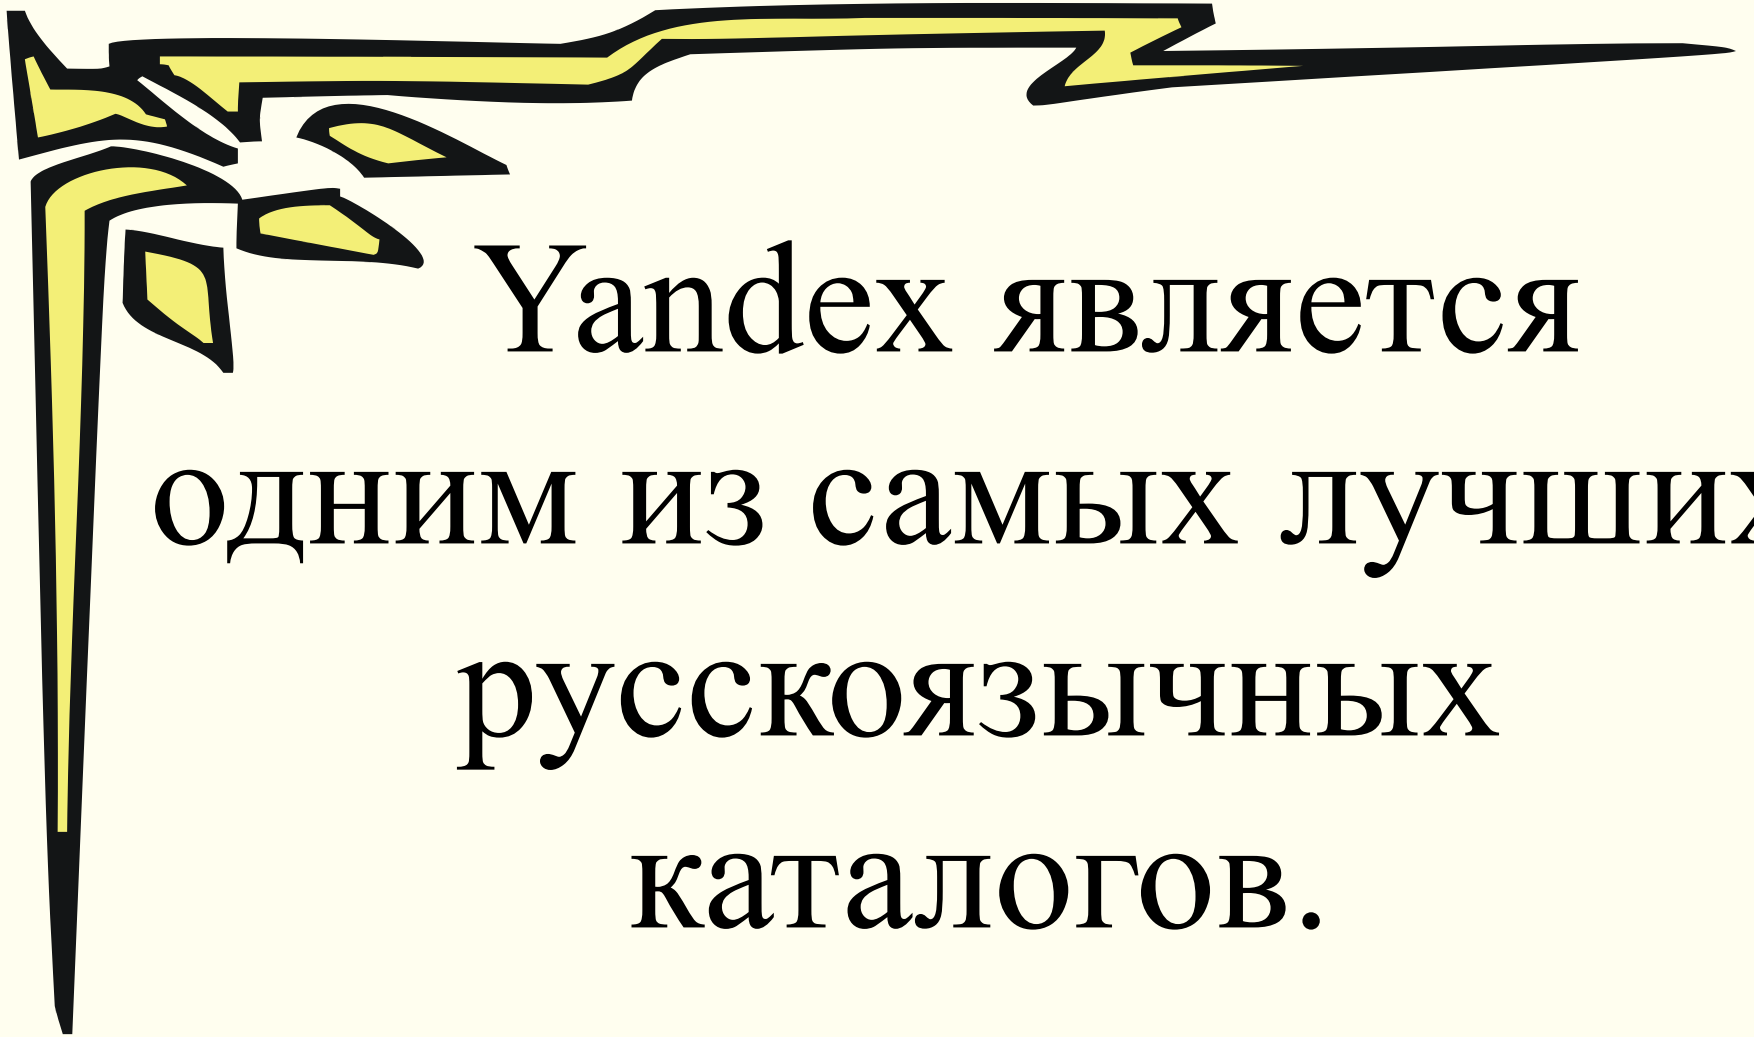 Yandex является
одним из самых лучших
русскоязычных
каталогов.